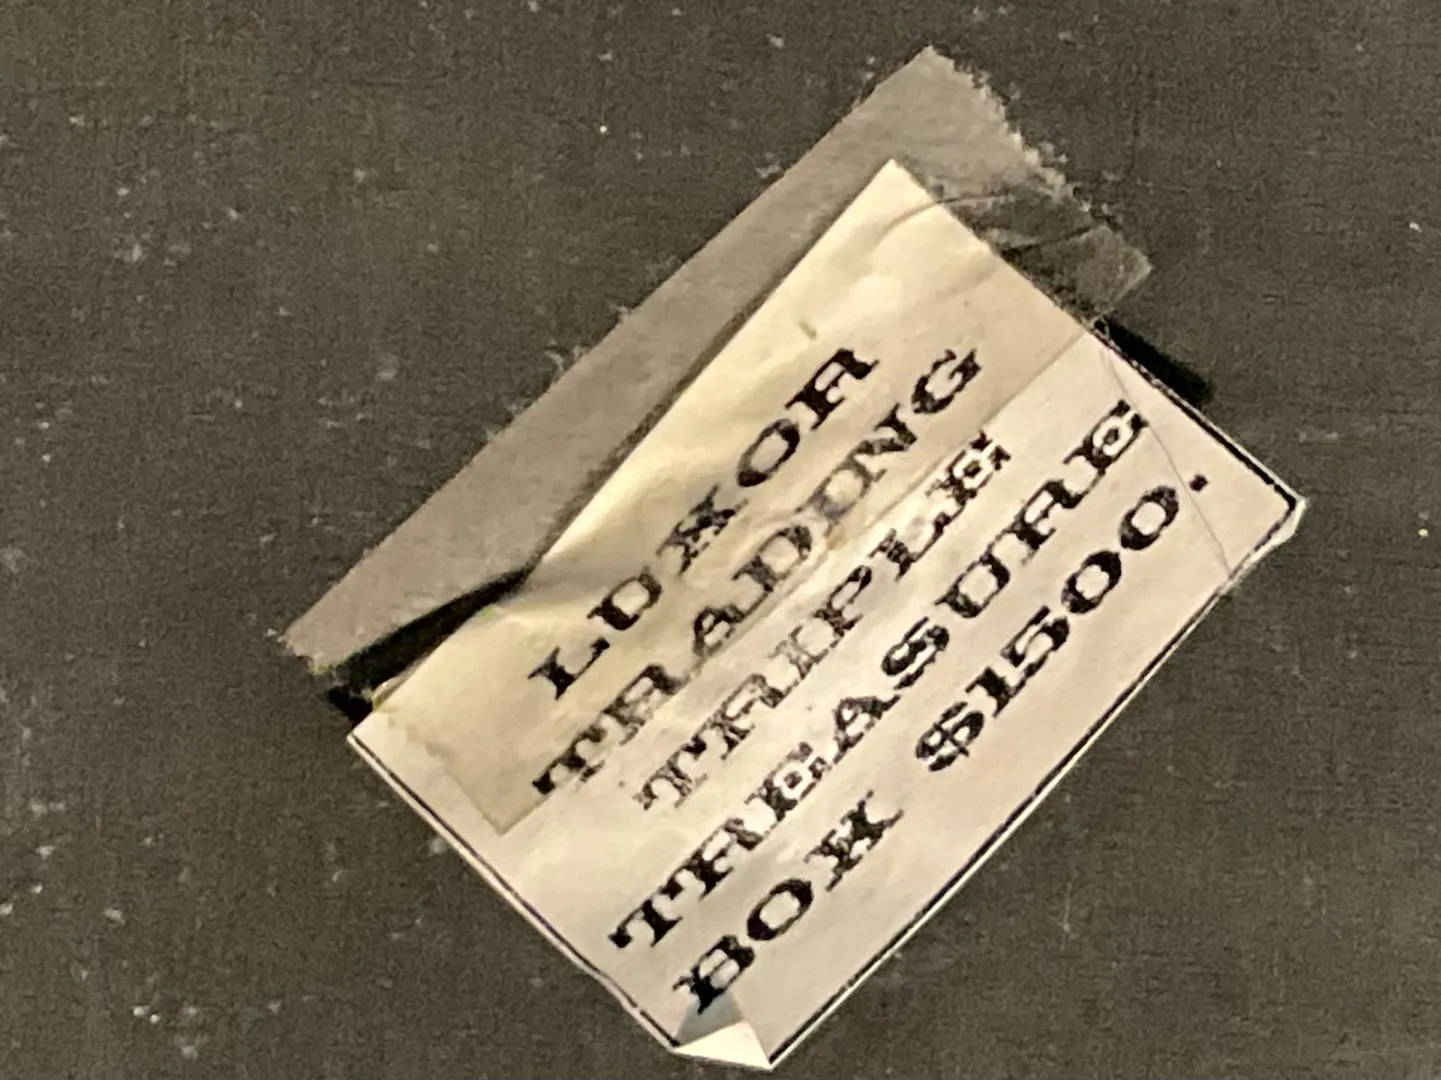 LUXOR
TRADING
TRIPLE
TREASURE
BOX $1500.